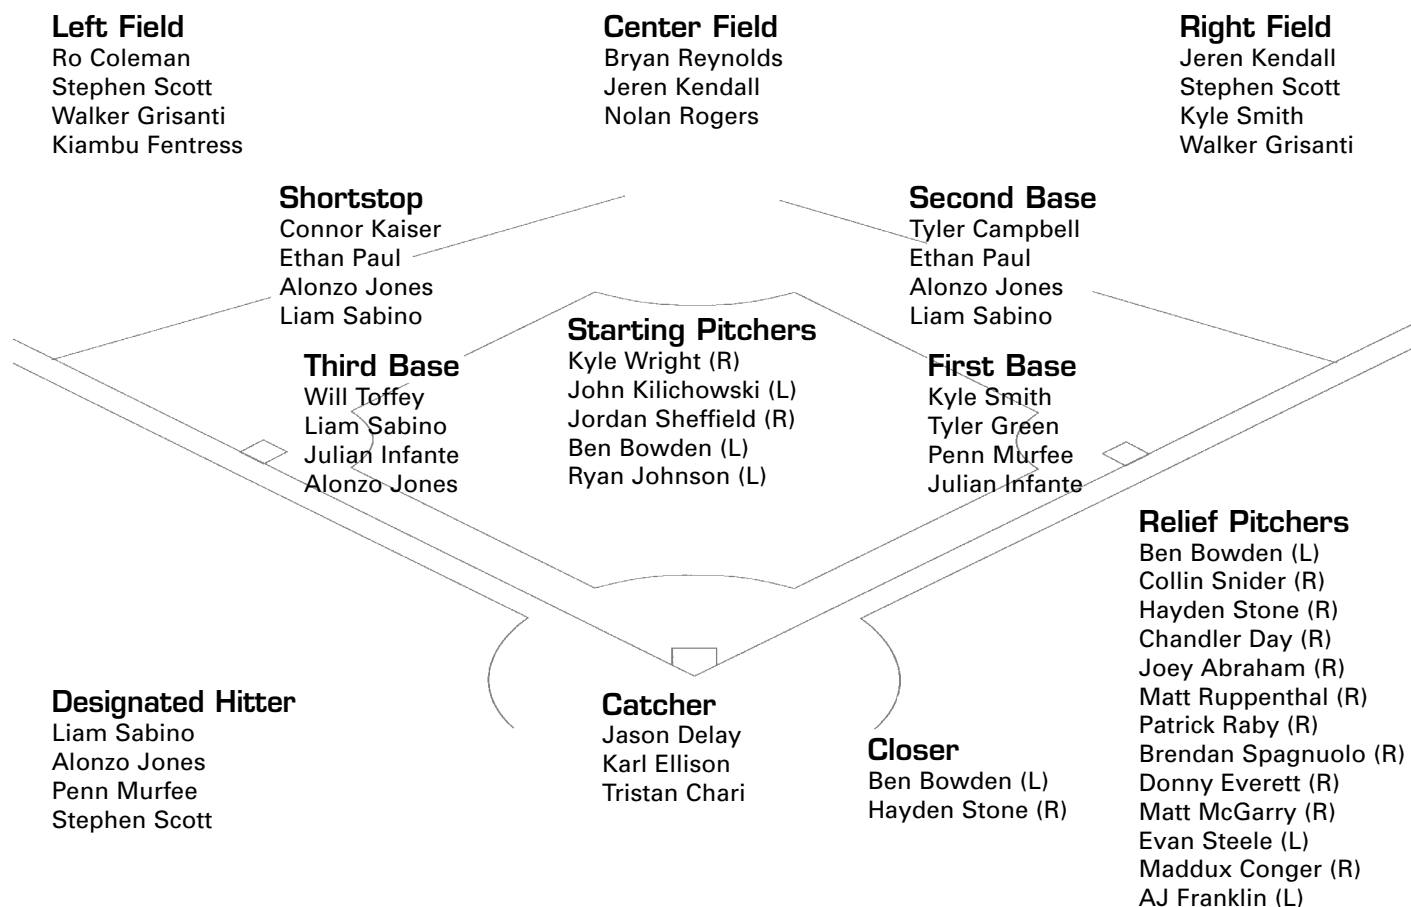 Left Field
Ro Coleman
Stephen Scott
Walker Grisanti
Kiambu Fentress
Center Field
Bryan Reynolds
Jeren Kendall
Nolan Rogers
Right Field
Jeren Kendall
Stephen Scott
Kyle Smith
Walker Grisanti
Shortstop
Connor Kaiser
Ethan Paul
Alonzo Jones
Liam Sabino
Second Base
Tyler Campbell
Ethan Paul
Alonzo Jones
Liam Sabino
Third Base
Will Toffey
Liam Sabino
Julian Infante
Alonzo Jones
Starting Pitchers
Kyle Wright (R)
John Kilichowski (L)
Jordan Sheffield (R)
Ben Bowden (L)
Ryan Johnson (L)
First Base
Kyle Smith
Tyler Green
Penn Murfee
Julian Infante
Relief Pitchers
Ben Bowden (L)
Collin Snider (R)
Hayden Stone (R)
Chandler Day (R)
Joey Abraham (R)
Matt Ruppenthal (R)
Patrick Raby (R)
Brendan Spagnuolo (R)
Donny Everett (R)
Matt McGarry (R)
Evan Steele (L)
Maddux Conger (R)
AJ Franklin (L)
Designated Hitter
Liam Sabino
Alonzo Jones
Penn Murfee
Stephen Scott
Catcher
Jason Delay
Karl Ellison
Tristan Chari
Closer
Ben Bowden (L)
Hayden Stone (R)